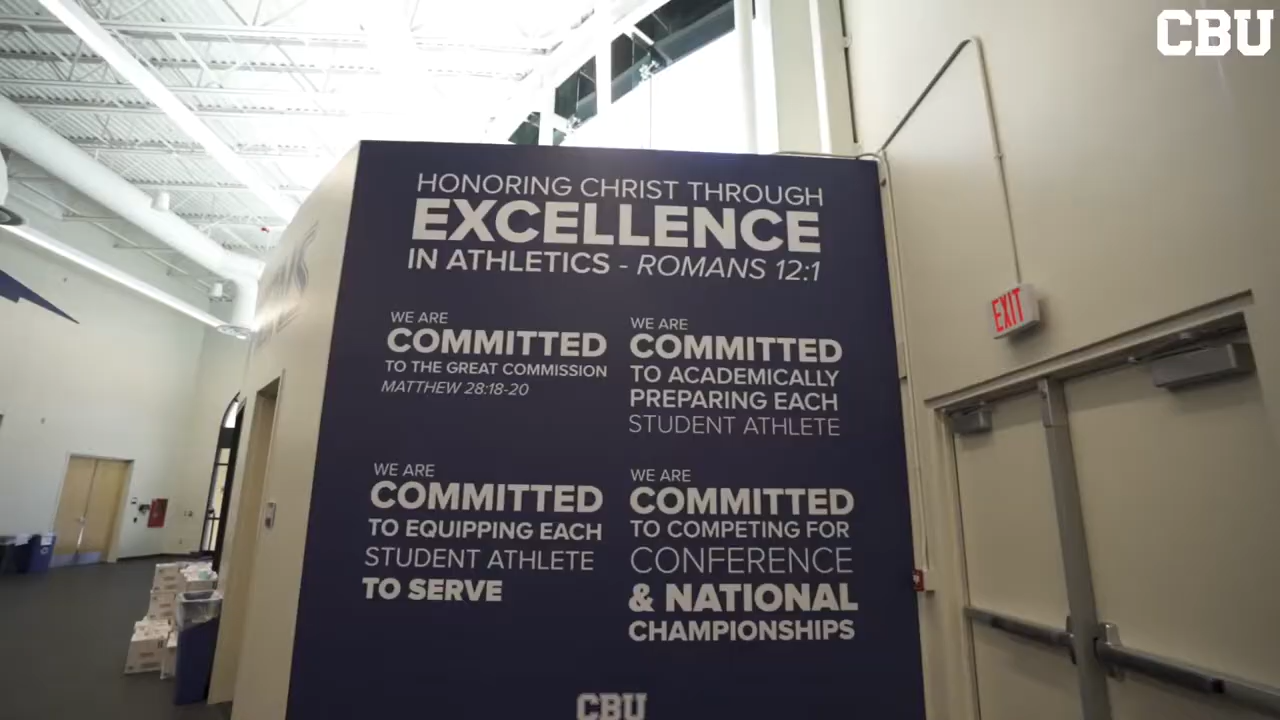 CBU
HONORING CHRIST THROUGH
EXCELLENCE
IN ATHLETICS - ROMANS 12:1
WE ARE
COMMITTED
TO THE GREAT COMMISSION
MATTHEW 28:18-20
WE ARE
COMMITTED
TO ACADEMICALLY
PREPARING EACH
STUDENT ATHLETE
WE ARE
COMMITTED
TO EQUIPPING EACH
STUDENT ATHLETE
TO SERVE
WE ARE
COMMITTED
TO COMPETING FOR
CONFERENCE
& NATIONAL
CHAMPIONSHIPS
CBU
EXIT